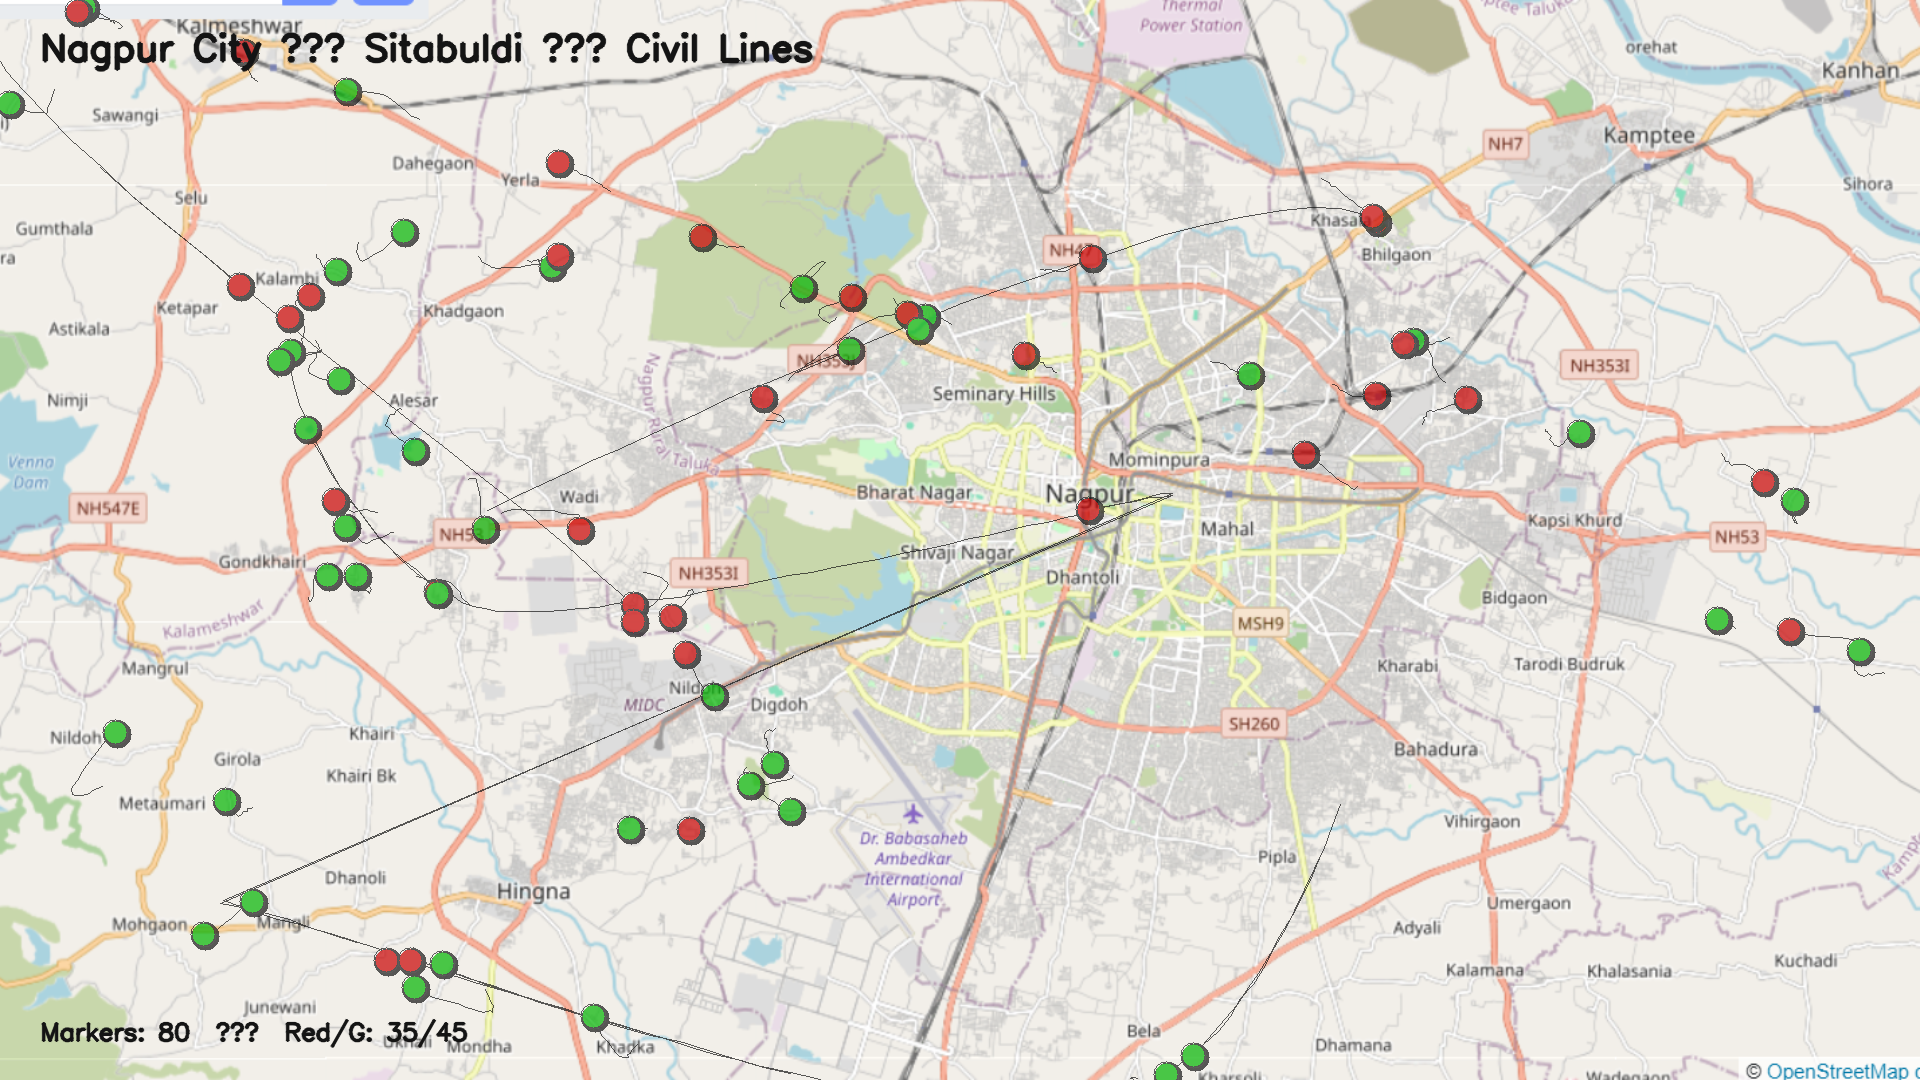 Thermal
Power Station
ptee Taluka
orehat
Kanhan
Kalmeshwar
Nagpur City ??? Sitabuldi ??? Civil Lines
Sawangi
NH7
Kamptee
Dahegaon
Yerla
Selu
Sihora
Gumthala
Khasa
NH47
Bhilgaon
Kalambi
Ketapar
Khadgaon
Astikala
NH353J
NH353I
Seminary Hills
Nagpur Rural Taluka
Nimji
Alesar
Mominpura
Venna
Dam
Bharat Nagar
Nagpur
Wadi
NH547E
Kapsi Khurd
Mahal
NH53
NH53
Shivaji Nagar
Gondkhairi
NH353I
Dhantoli
Bidgaon
Kalameshwar
MSH9
Mangrul
Kharabi
Tarodi Budruk
Nildoh
MIDC
Digdoh
SH260
Nildoh
Khairi
Bahadura
Girola
Khairi Bk
Metaumari
Vihirgaon
Dr. Babasaheb
Ambedkar
International
Airport
Pipla
Dhanoli
Hingna
Umergaon
Mohgaon
Mangli
Adyali
Kalamana
Khalasania
Kuchadi
Junewani
Markers: 80 ??? Red/G: 35/45
Bela
Mondha
Khadka
Dhamana
Kharsoli
Wadegaon
© OpenStreetMap c